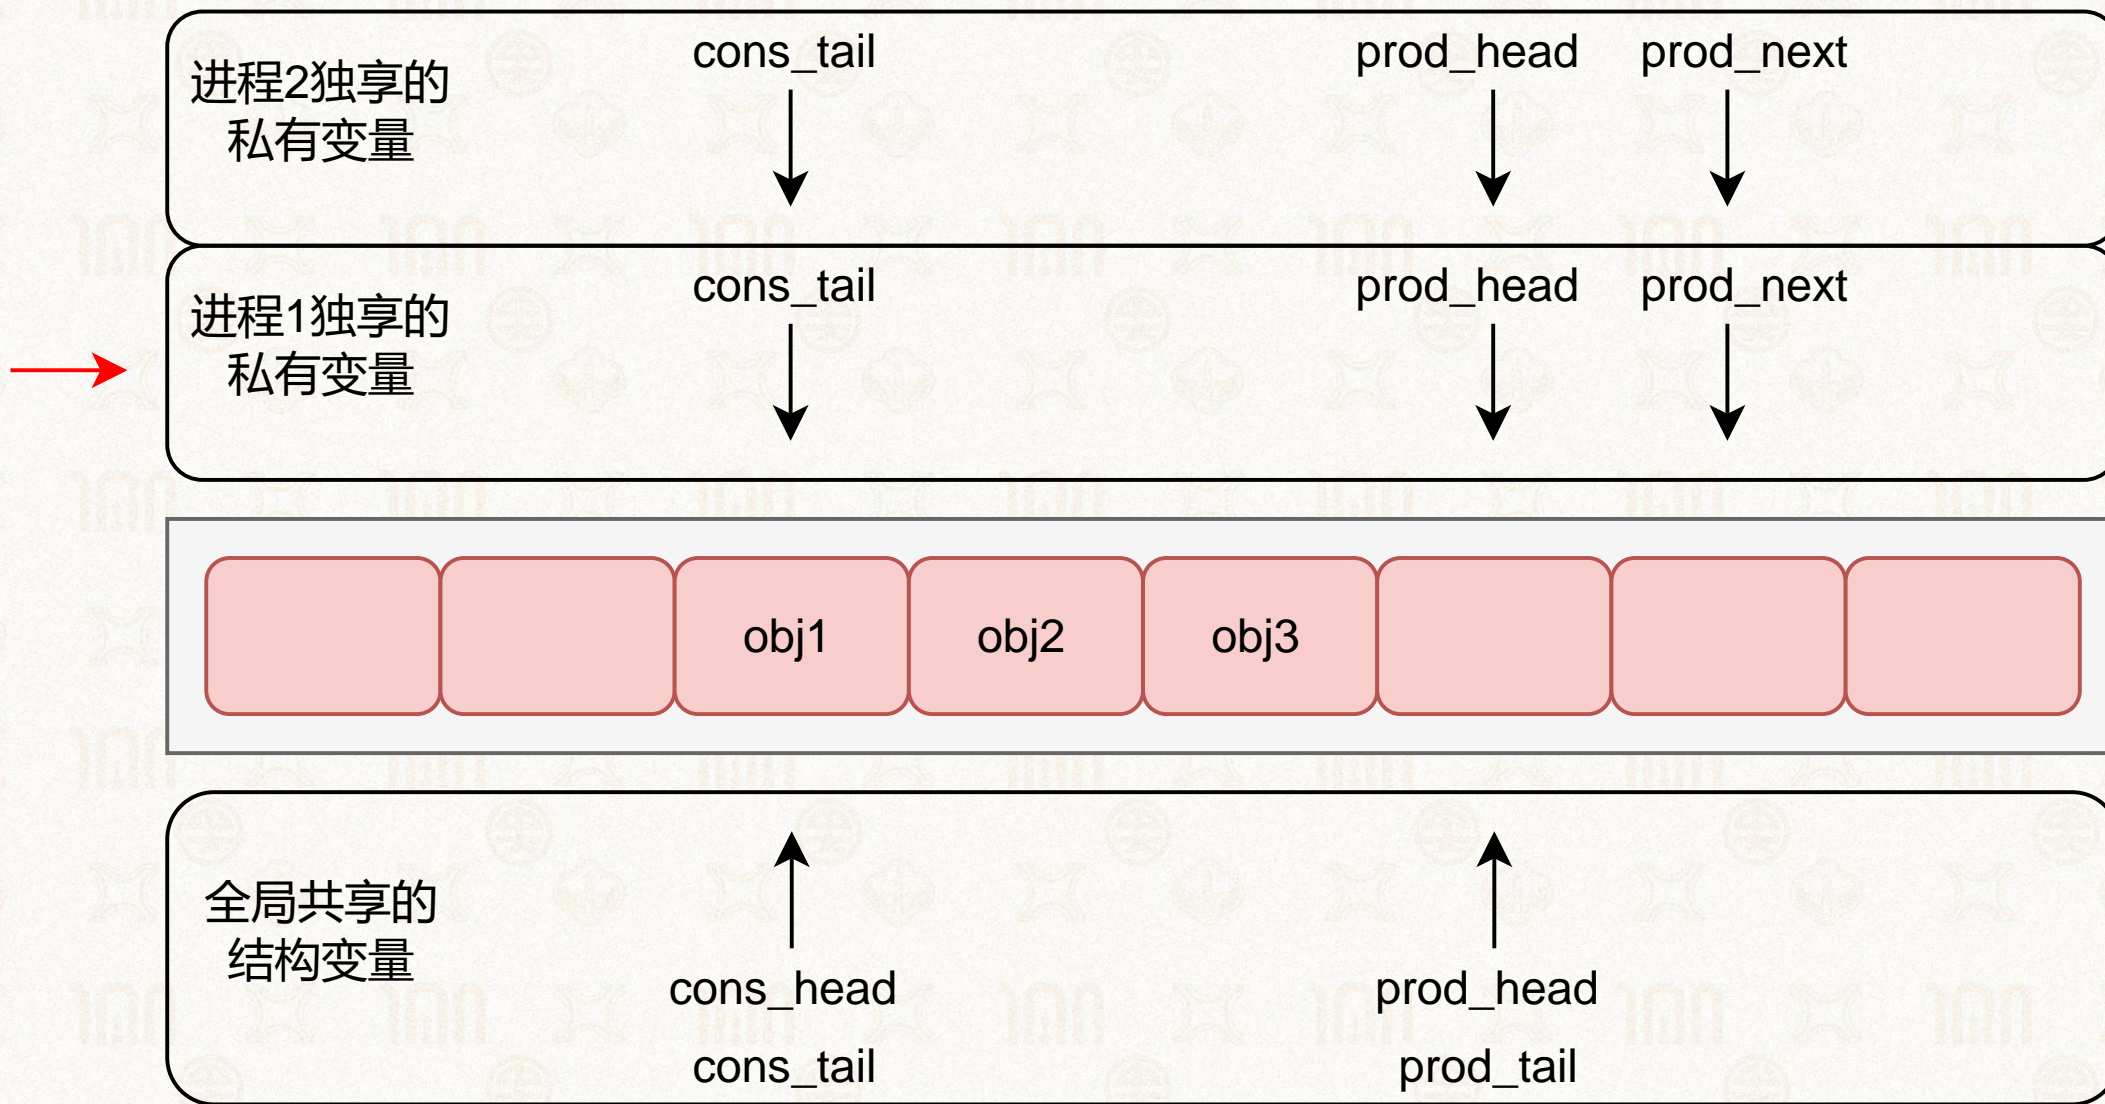 cons_tail prod_head prod_next
进程2独享的
私有变量
cons_tail prod_head prod_next
进程1独享的
私有变量
obj1 obj2 obj3
全局共享的
结构变量
cons_head prod_head
cons_tail prod_tail